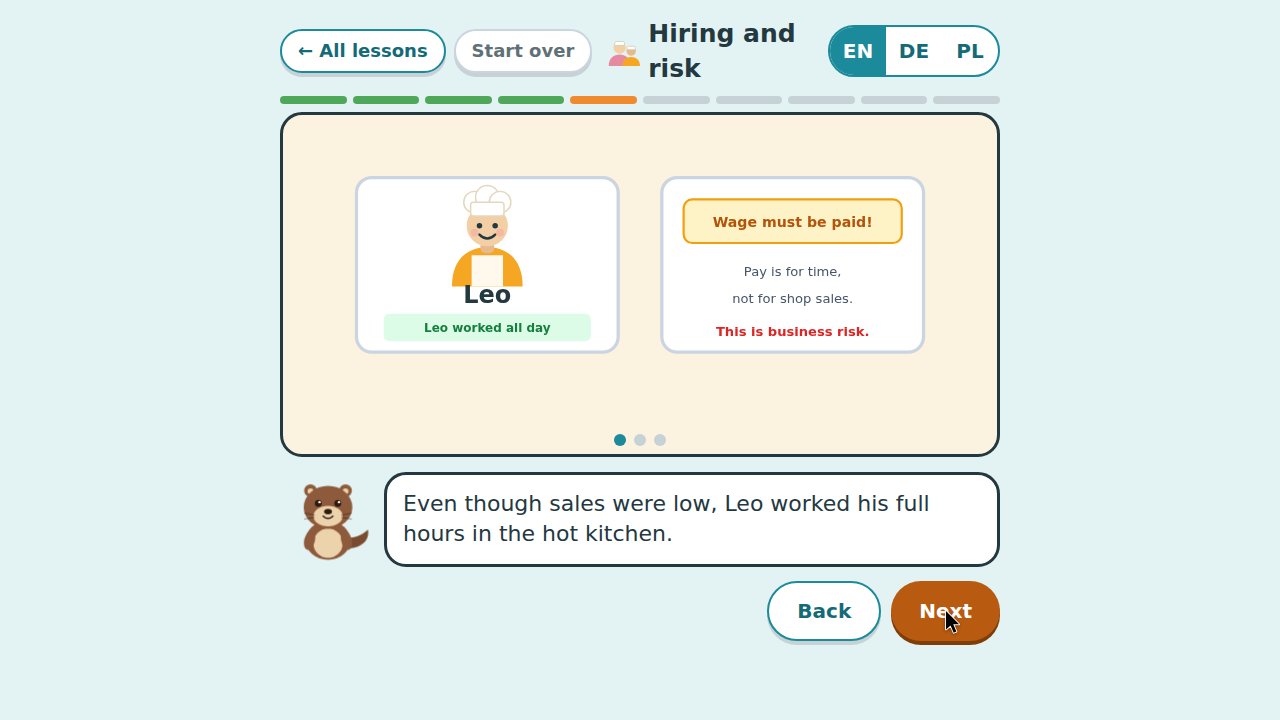 ← All lessons
Start over
Hiring and
risk
EN
DE
PL
Leo
Leo worked all day
Wage must be paid!
Pay is for time,
not for shop sales.
This is business risk.
Even though sales were low, Leo worked his full
hours in the hot kitchen.
Back
Next